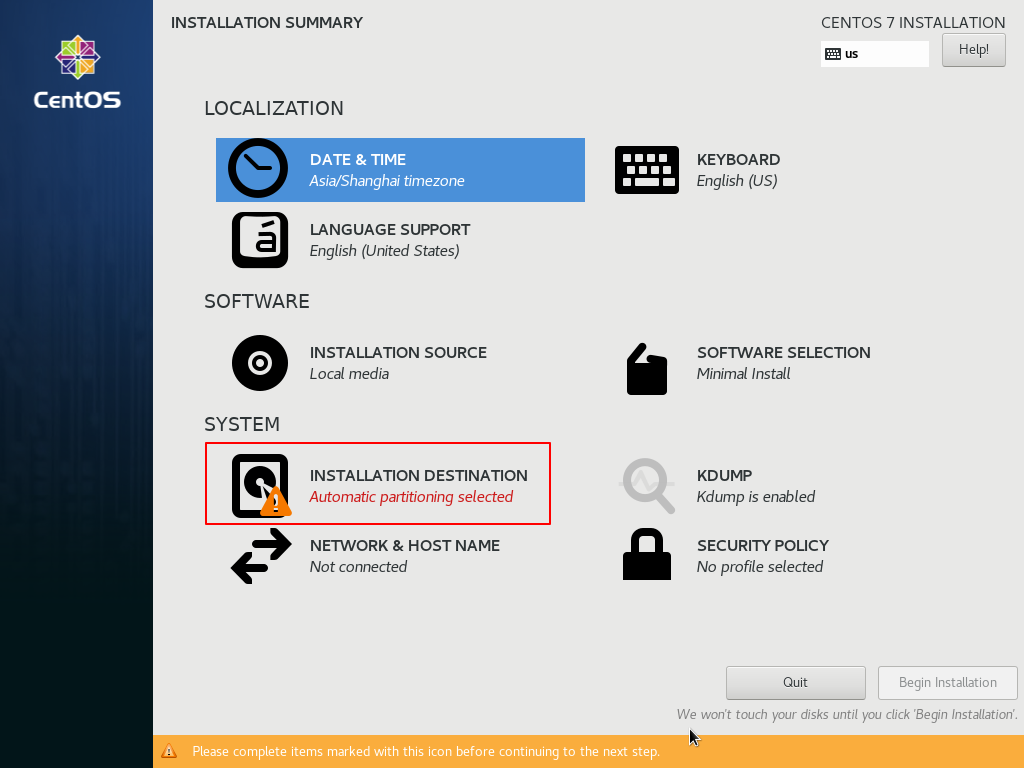 INSTALLATION SUMMARY
CENTOS 7 INSTALLATION
us
Help!
CentOS
LOCALIZATION
DATE & TIME
Asia/Shanghai timezone
KEYBOARD
English (US)
á
LANGUAGE SUPPORT
English (United States)
SOFTWARE
INSTALLATION SOURCE
Local media
SOFTWARE SELECTION
Minimal Install
SYSTEM
INSTALLATION DESTINATION
Automatic partitioning selected
KDUMP
Kdump is enabled
NETWORK & HOST NAME
Not connected
SECURITY POLICY
No profile selected
Quit
Begin Installation
We won't touch your disks until you click 'Begin Installation'.
Please complete items marked with this icon before continuing to the next step.